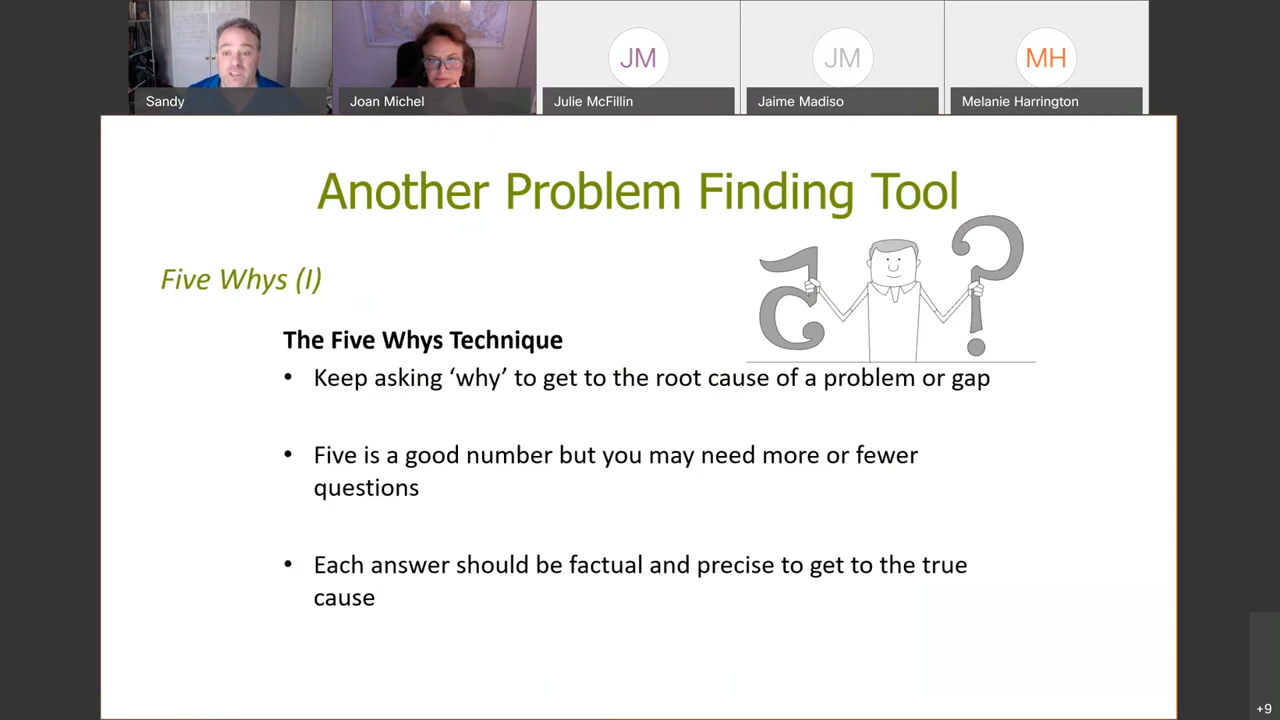 JM
JM
MH
Sandy
Joan Michel
Julie McFillin
Jaime Madiso
Melanie Harrington
Another Problem Finding Tool
Five Whys (I)
The Five Whys Technique
• Keep asking ‘why’ to get to the root cause of a problem or gap
• Five is a good number but you may need more or fewer
questions
• Each answer should be factual and precise to get to the true
cause
+9